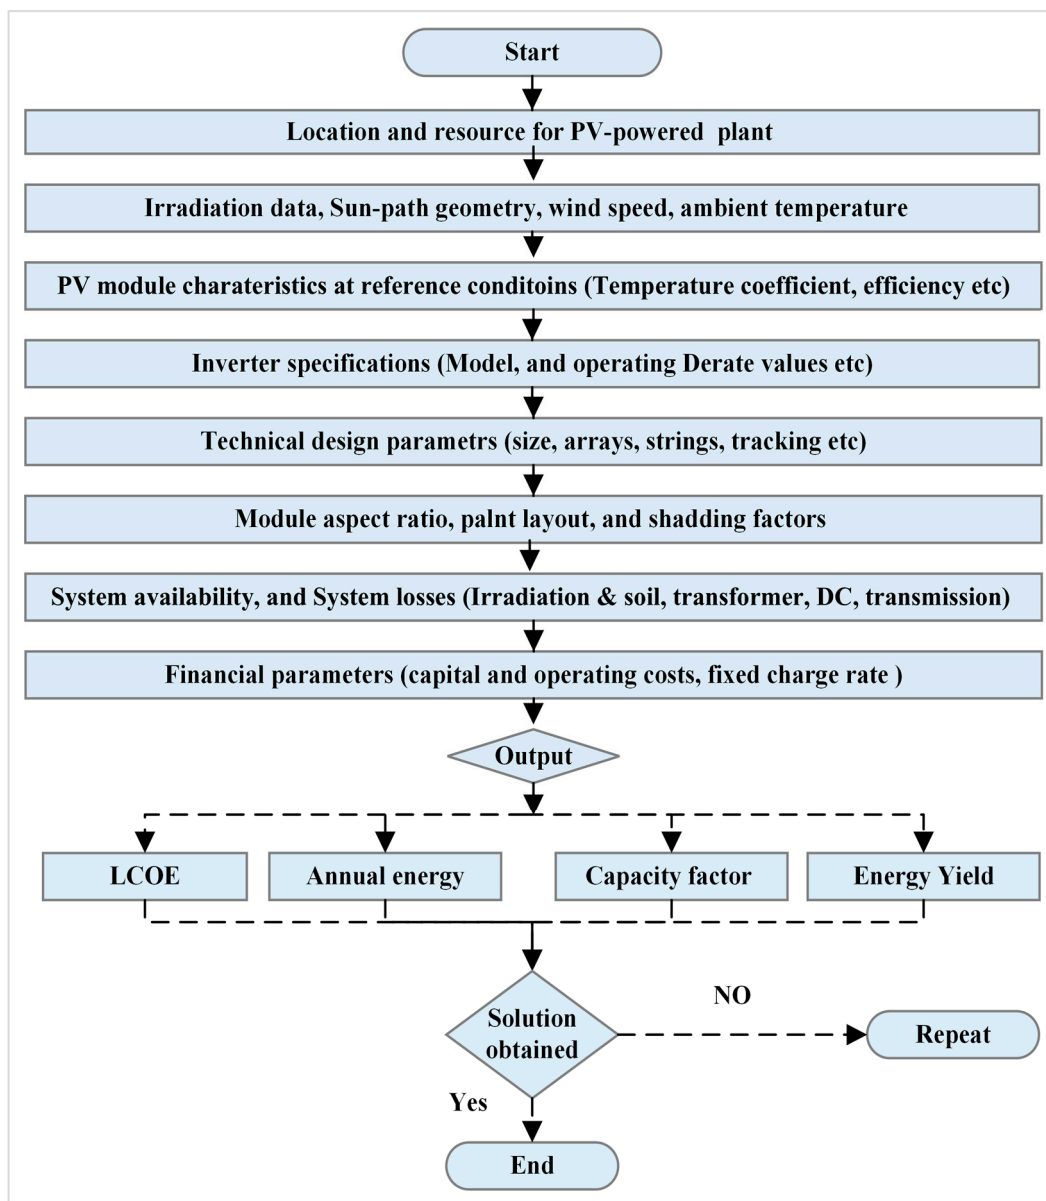 Start
Location and resource for PV-powered plant
Irradiation data, Sun-path geometry, wind speed, ambient temperature
PV module charateristics at reference conditoins (Temperature coefficient, efficiency etc)
Inverter specifications (Model, and operating Derate values etc)
Technical design parametrs (size, arrays, strings, tracking etc)
Module aspect ratio, palnt layout, and shadding factors
System availability, and System losses (Irradiation & soil, transformer, DC, transmission)
Financial parameters (capital and operating costs, fixed charge rate )
Output
LCOE
Annual energy
Capacity factor
Energy Yield
Solution
obtained
NO
Repeat
Yes
End